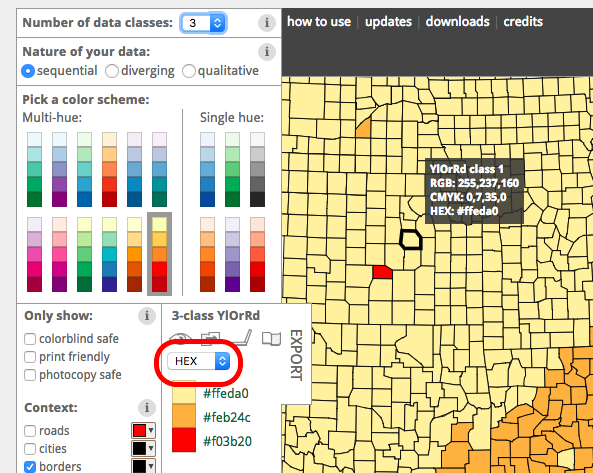 Number of data classes: 3 i
how to use | updates | downloads | credits
Nature of your data: i
sequential diverging qualitative
Pick a color scheme:
Multi-hue: Single hue:
YlOrRd class 1
RGB: 255,237,160
CMYK: 0,7,35,0
HEX: #ffeda0
Only show: i
colorblind safe
print friendly
photocopy safe
Context: i
roads
cities
borders
3-class YlOrRd
EXPORT
HEX
#ffeda0
#feb24c
#f03b20